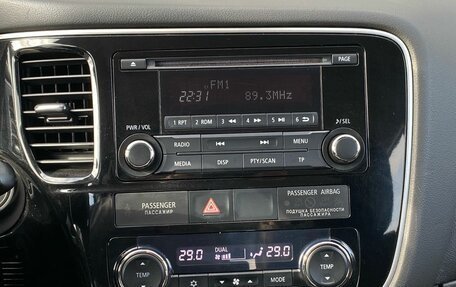 PAGE
FM1
22:31 89.3MHz
1 RPT 2 RDM 3 ◀◀ 4 ▶▶ 5 ▶II 6
PWR / VOL
♪/SEL
RADIO MENU
MEDIA DISP PTY/SCAN TP
PASSENGER
ПАССАЖИР
PASSENGER AIRBAG
ПОДУШКА БЕЗОПАСНОСТИ
ПАССАЖИРА
29.0 DUAL 29.0
TEMP MODE TEMP